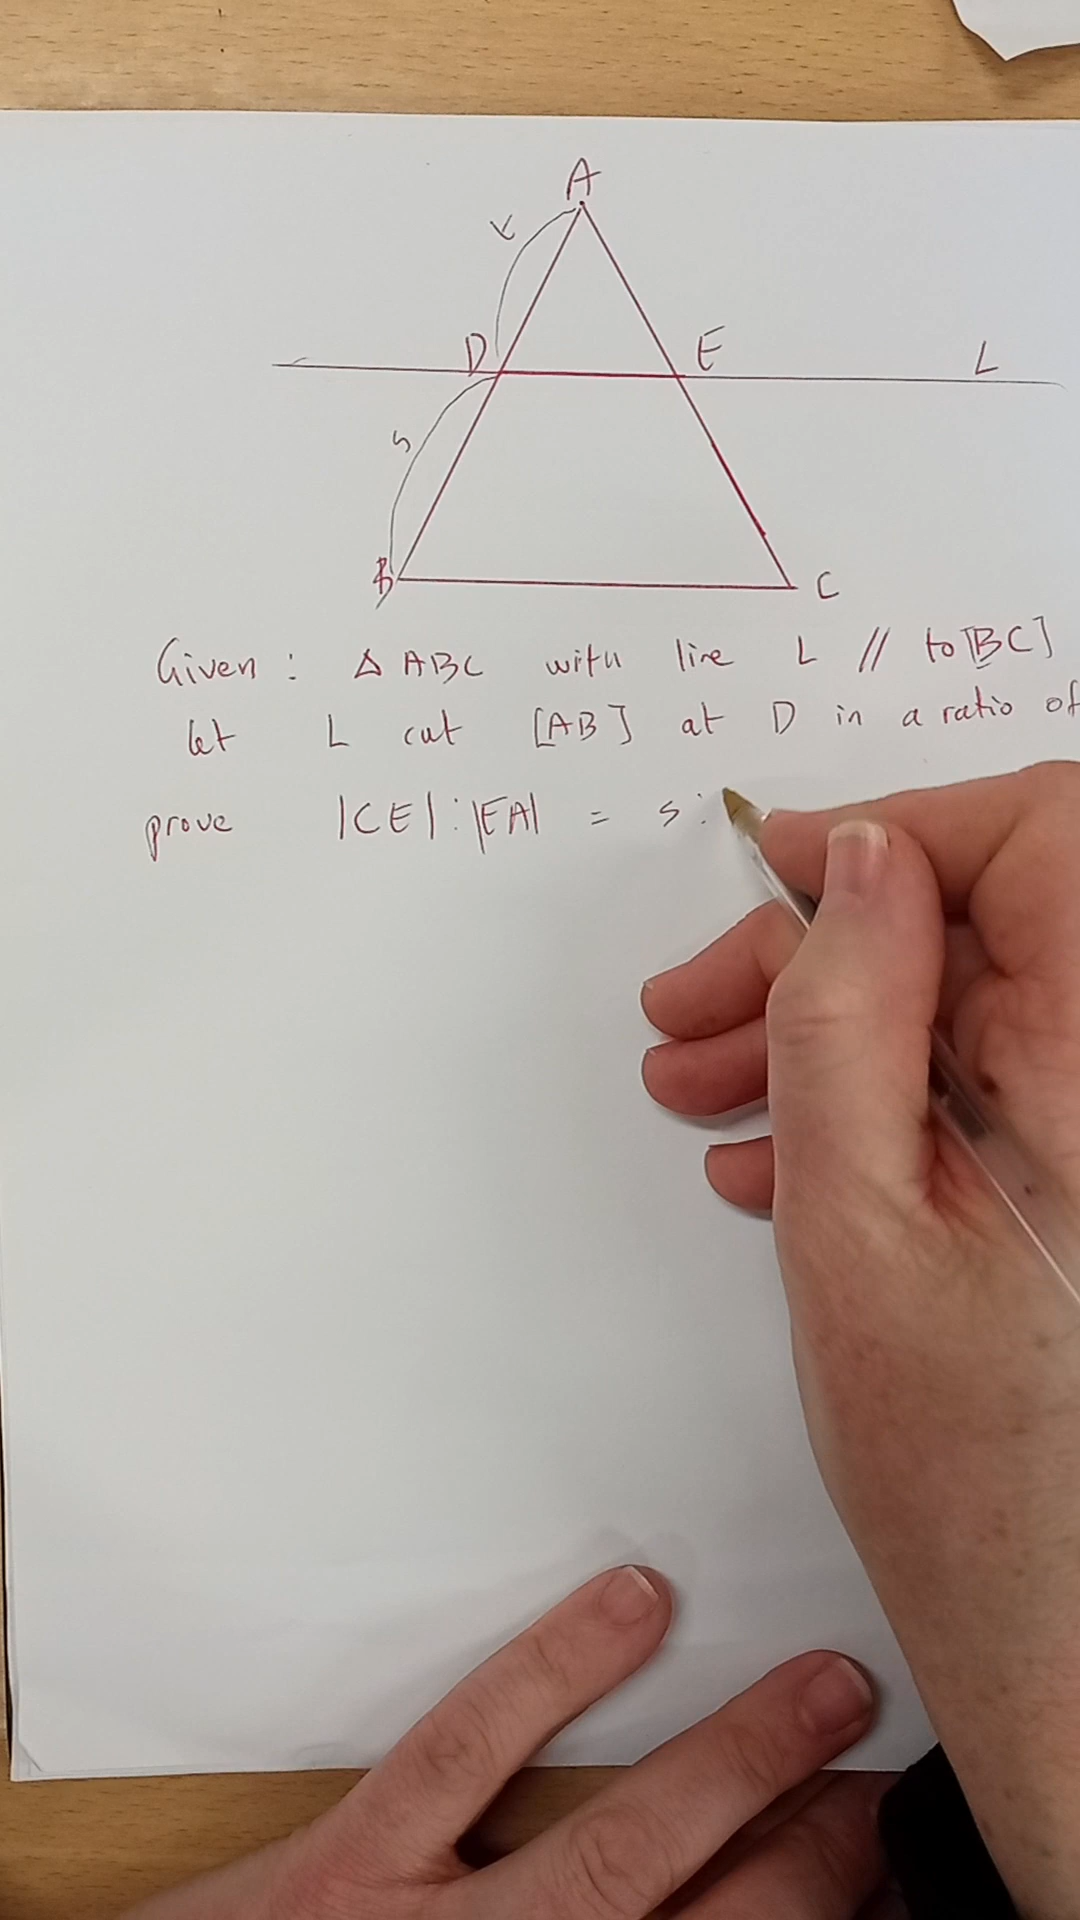 A
D
E
L
s
B
C
Given : Δ ABC with line L // to [BC]
let L cut [AB] at D in a ratio of
prove |CE| : |EA| = s :